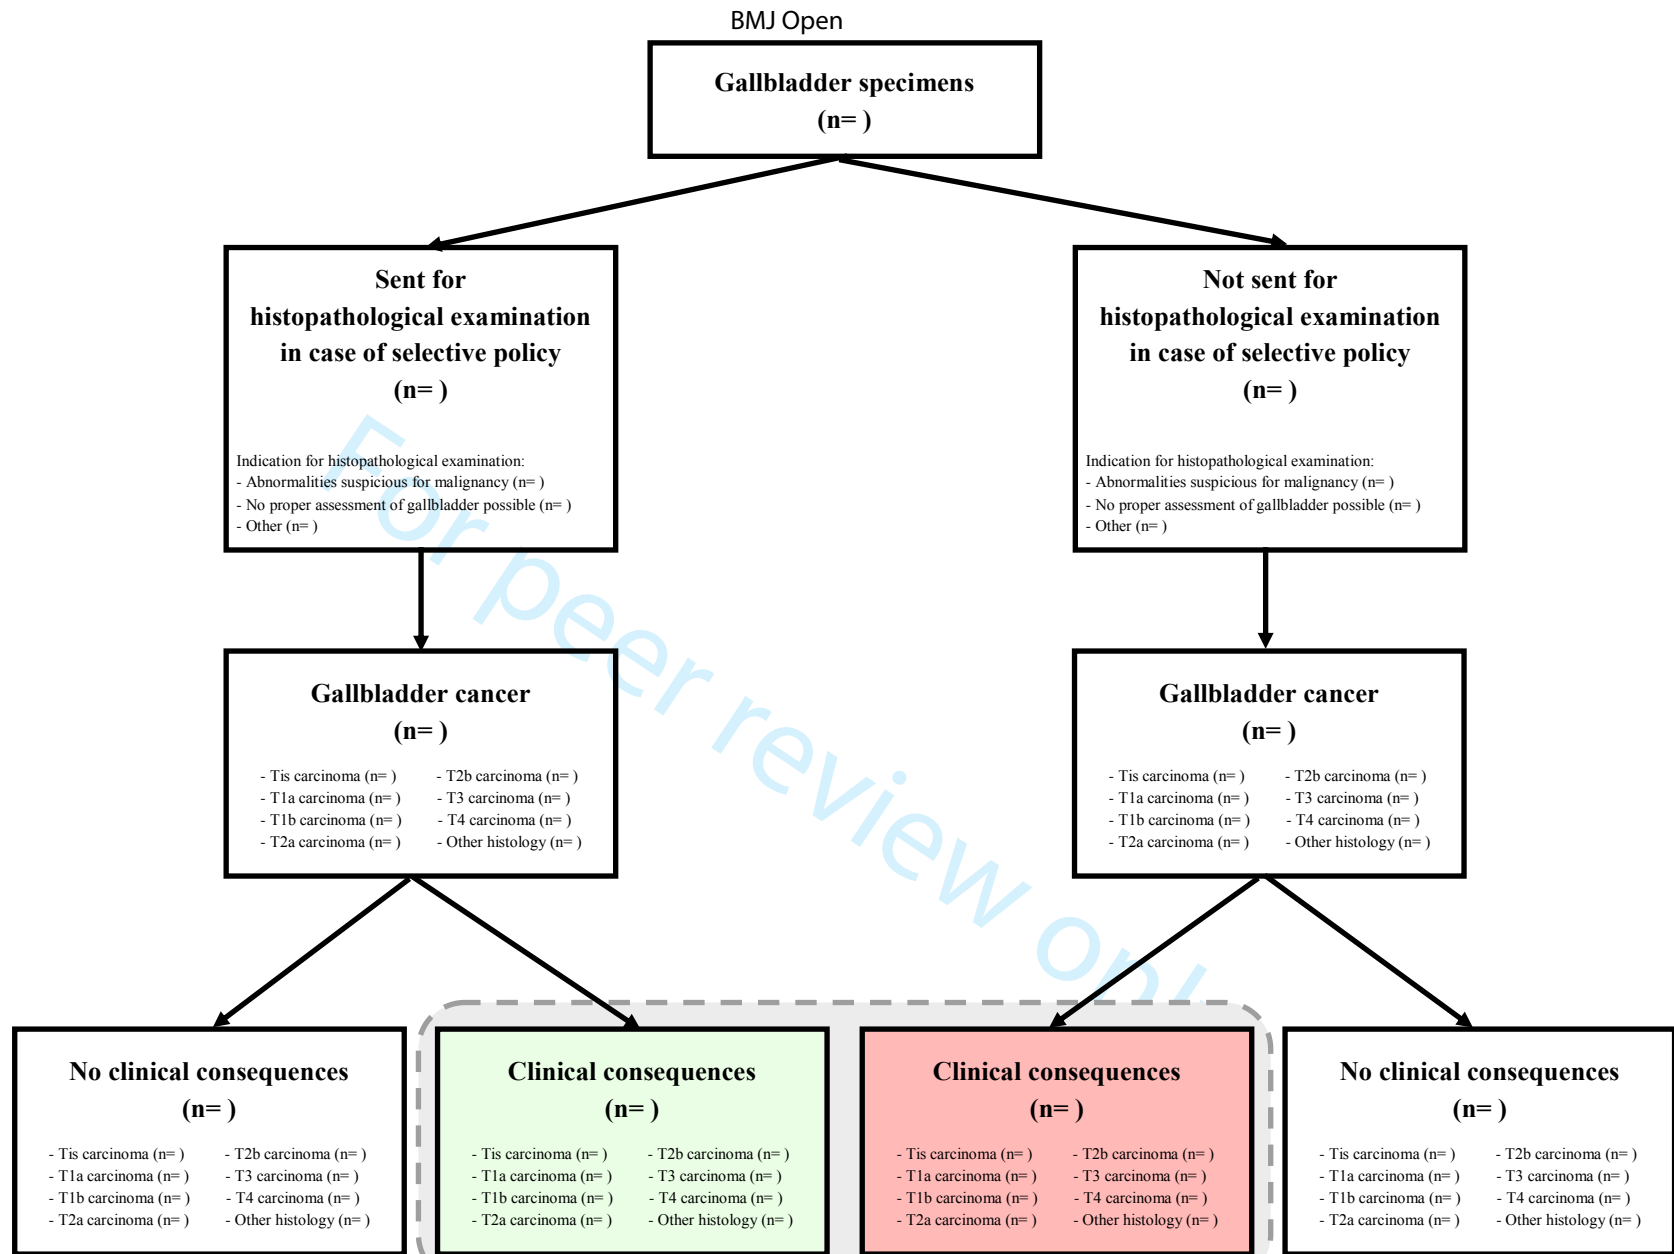 BMJ Open
Gallbladder specimens
(n= )
Sent for
histopathological examination
in case of selective policy
(n= )
Indication for histopathological examination:
- Abnormalities suspicious for malignancy (n= )
- No proper assessment of gallbladder possible (n= )
- Other (n= )
Not sent for
histopathological examination
in case of selective policy
(n= )
Indication for histopathological examination:
- Abnormalities suspicious for malignancy (n= )
- No proper assessment of gallbladder possible (n= )
- Other (n= )
For peer review only
Gallbladder cancer
(n= )
- Tis carcinoma (n= ) - T2b carcinoma (n= )
- T1a carcinoma (n= ) - T3 carcinoma (n= )
- T1b carcinoma (n= ) - T4 carcinoma (n= )
- T2a carcinoma (n= ) - Other histology (n= )
Gallbladder cancer
(n= )
- Tis carcinoma (n= ) - T2b carcinoma (n= )
- T1a carcinoma (n= ) - T3 carcinoma (n= )
- T1b carcinoma (n= ) - T4 carcinoma (n= )
- T2a carcinoma (n= ) - Other histology (n= )
No clinical consequences
(n= )
- Tis carcinoma (n= ) - T2b carcinoma (n= )
- T1a carcinoma (n= ) - T3 carcinoma (n= )
- T1b carcinoma (n= ) - T4 carcinoma (n= )
- T2a carcinoma (n= ) - Other histology (n= )
Clinical consequences
(n= )
- Tis carcinoma (n= ) - T2b carcinoma (n= )
- T1a carcinoma (n= ) - T3 carcinoma (n= )
- T1b carcinoma (n= ) - T4 carcinoma (n= )
- T2a carcinoma (n= ) - Other histology (n= )
Clinical consequences
(n= )
- Tis carcinoma (n= ) - T2b carcinoma (n= )
- T1a carcinoma (n= ) - T3 carcinoma (n= )
- T1b carcinoma (n= ) - T4 carcinoma (n= )
- T2a carcinoma (n= ) - Other histology (n= )
No clinical consequences
(n= )
- Tis carcinoma (n= ) - T2b carcinoma (n= )
- T1a carcinoma (n= ) - T3 carcinoma (n= )
- T1b carcinoma (n= ) - T4 carcinoma (n= )
- T2a carcinoma (n= ) - Other histology (n= )